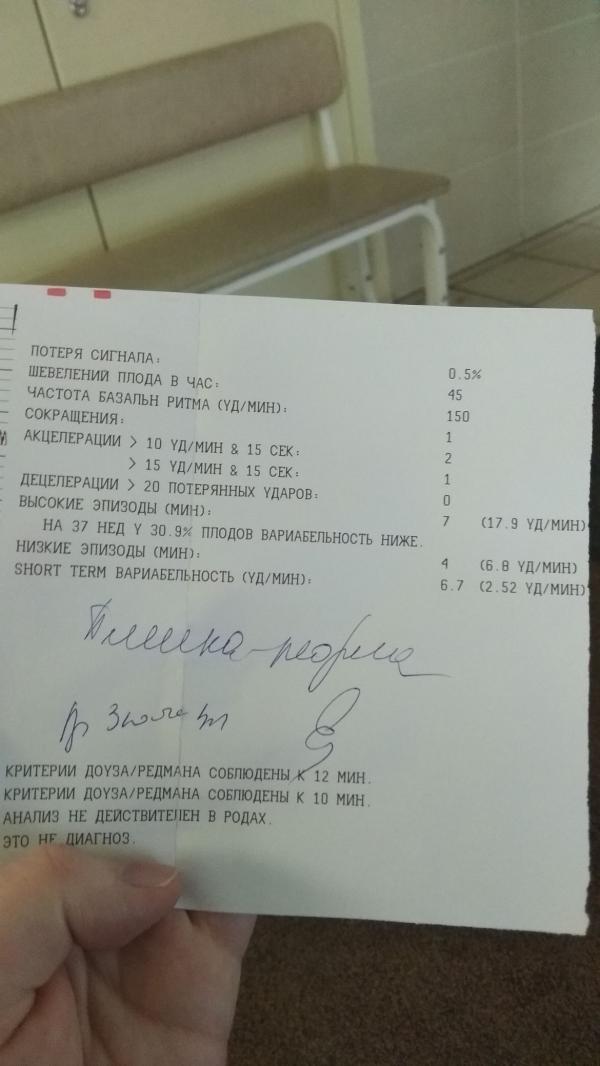 ПОТЕРЯ СИГНАЛА: 0.5%
ШЕВЕЛЕНИЙ ПЛОДА В ЧАС: 45
ЧАСТОТА БАЗАЛЬН РИТМА (УД/МИН): 150
СОКРАЩЕНИЯ: 1
АКЦЕЛЕРАЦИИ > 10 УД/МИН & 15 СЕК: 2
> 15 УД/МИН & 15 СЕК: 1
ДЕЦЕЛЕРАЦИИ > 20 ПОТЕРЯННЫХ УДАРОВ: 0
ВЫСОКИЕ ЭПИЗОДЫ (МИН): 7 (17.9 УД/МИН)
НА 37 НЕД У 30.9% ПЛОДОВ ВАРИАБЕЛЬНОСТЬ НИЖЕ.
НИЗКИЕ ЭПИЗОДЫ (МИН): 4 (6.8 УД/МИН)
SHORT TERM ВАРИАБЕЛЬНОСТЬ (УД/МИН): 6.7 (2.52 УД/МИН)
КРИТЕРИИ ДОУЗА/РЕДМАНА СОБЛЮДЕНЫ К 12 МИН.
КРИТЕРИИ ДОУЗА/РЕДМАНА СОБЛЮДЕНЫ К 10 МИН.
АНАЛИЗ НЕ ДЕЙСТВИТЕЛЕН В РОДАХ.
ЭТО НЕ ДИАГНОЗ.